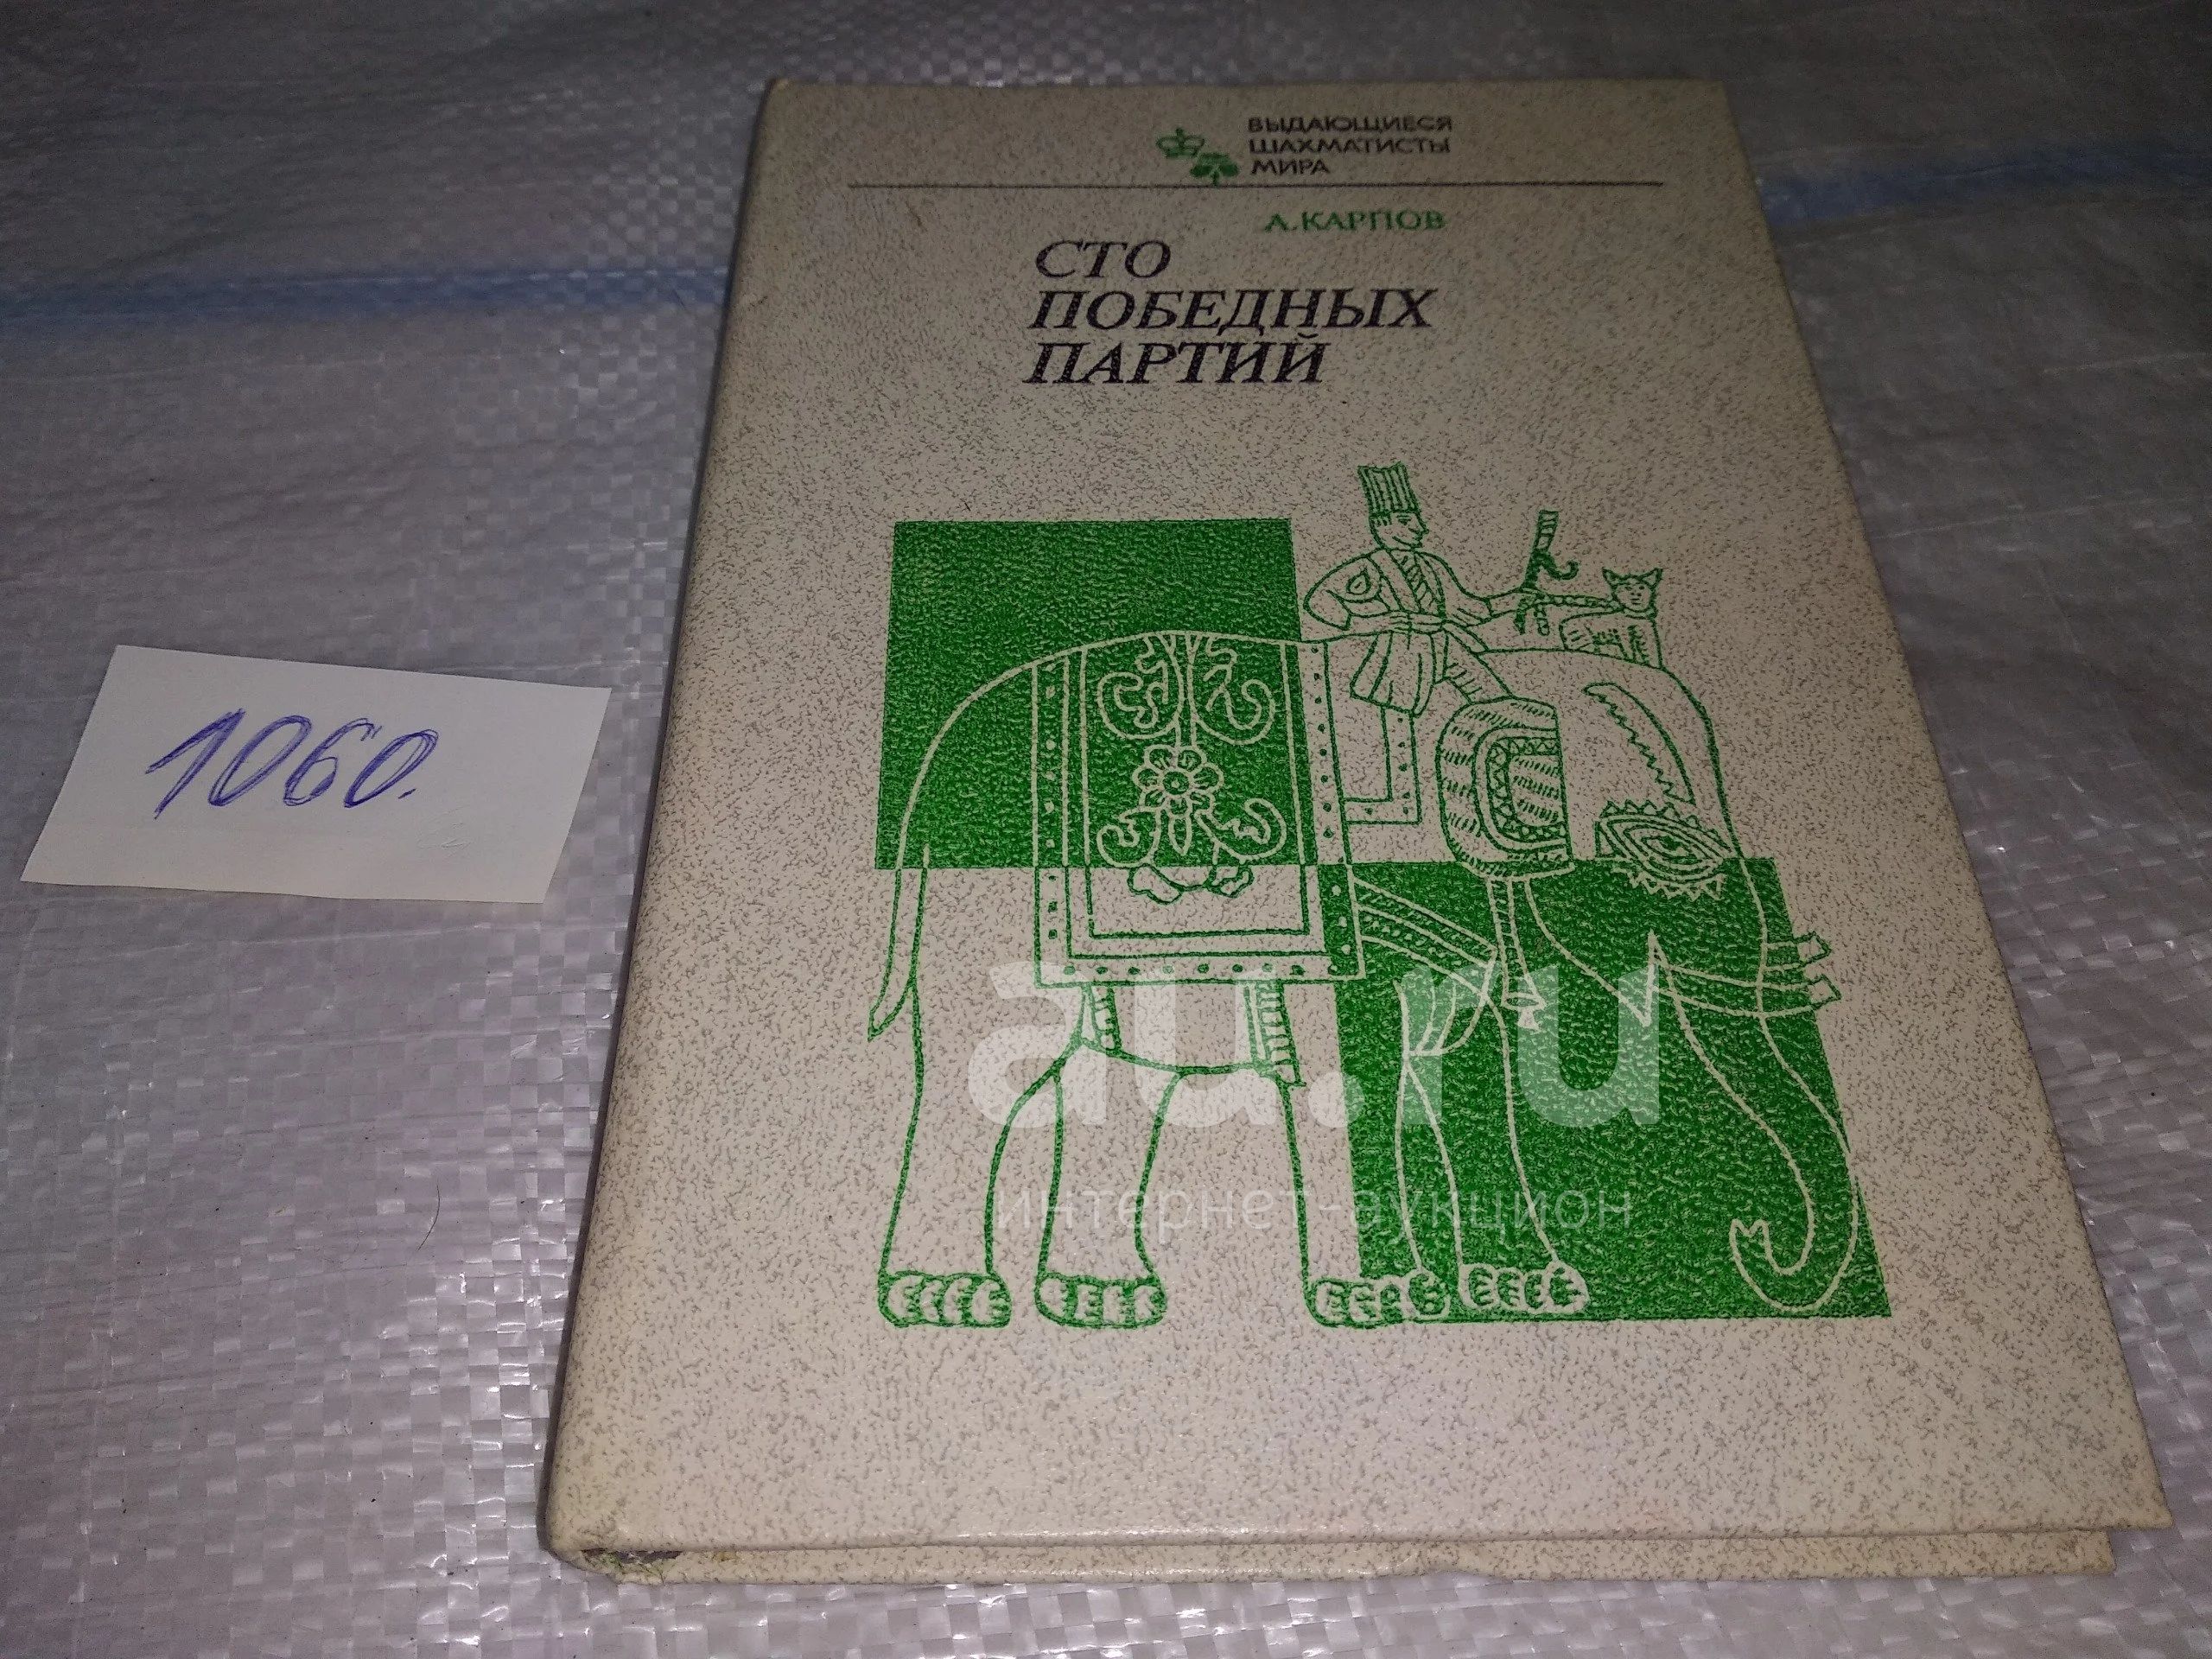 ВЫДАЮЩИЕСЯ
ШАХМАТИСТЫ
МИРА
А.КАРПОВ
СТО
ПОБЕДНЫХ
ПАРТИЙ
1060.
au.ru
интернет-аукцион